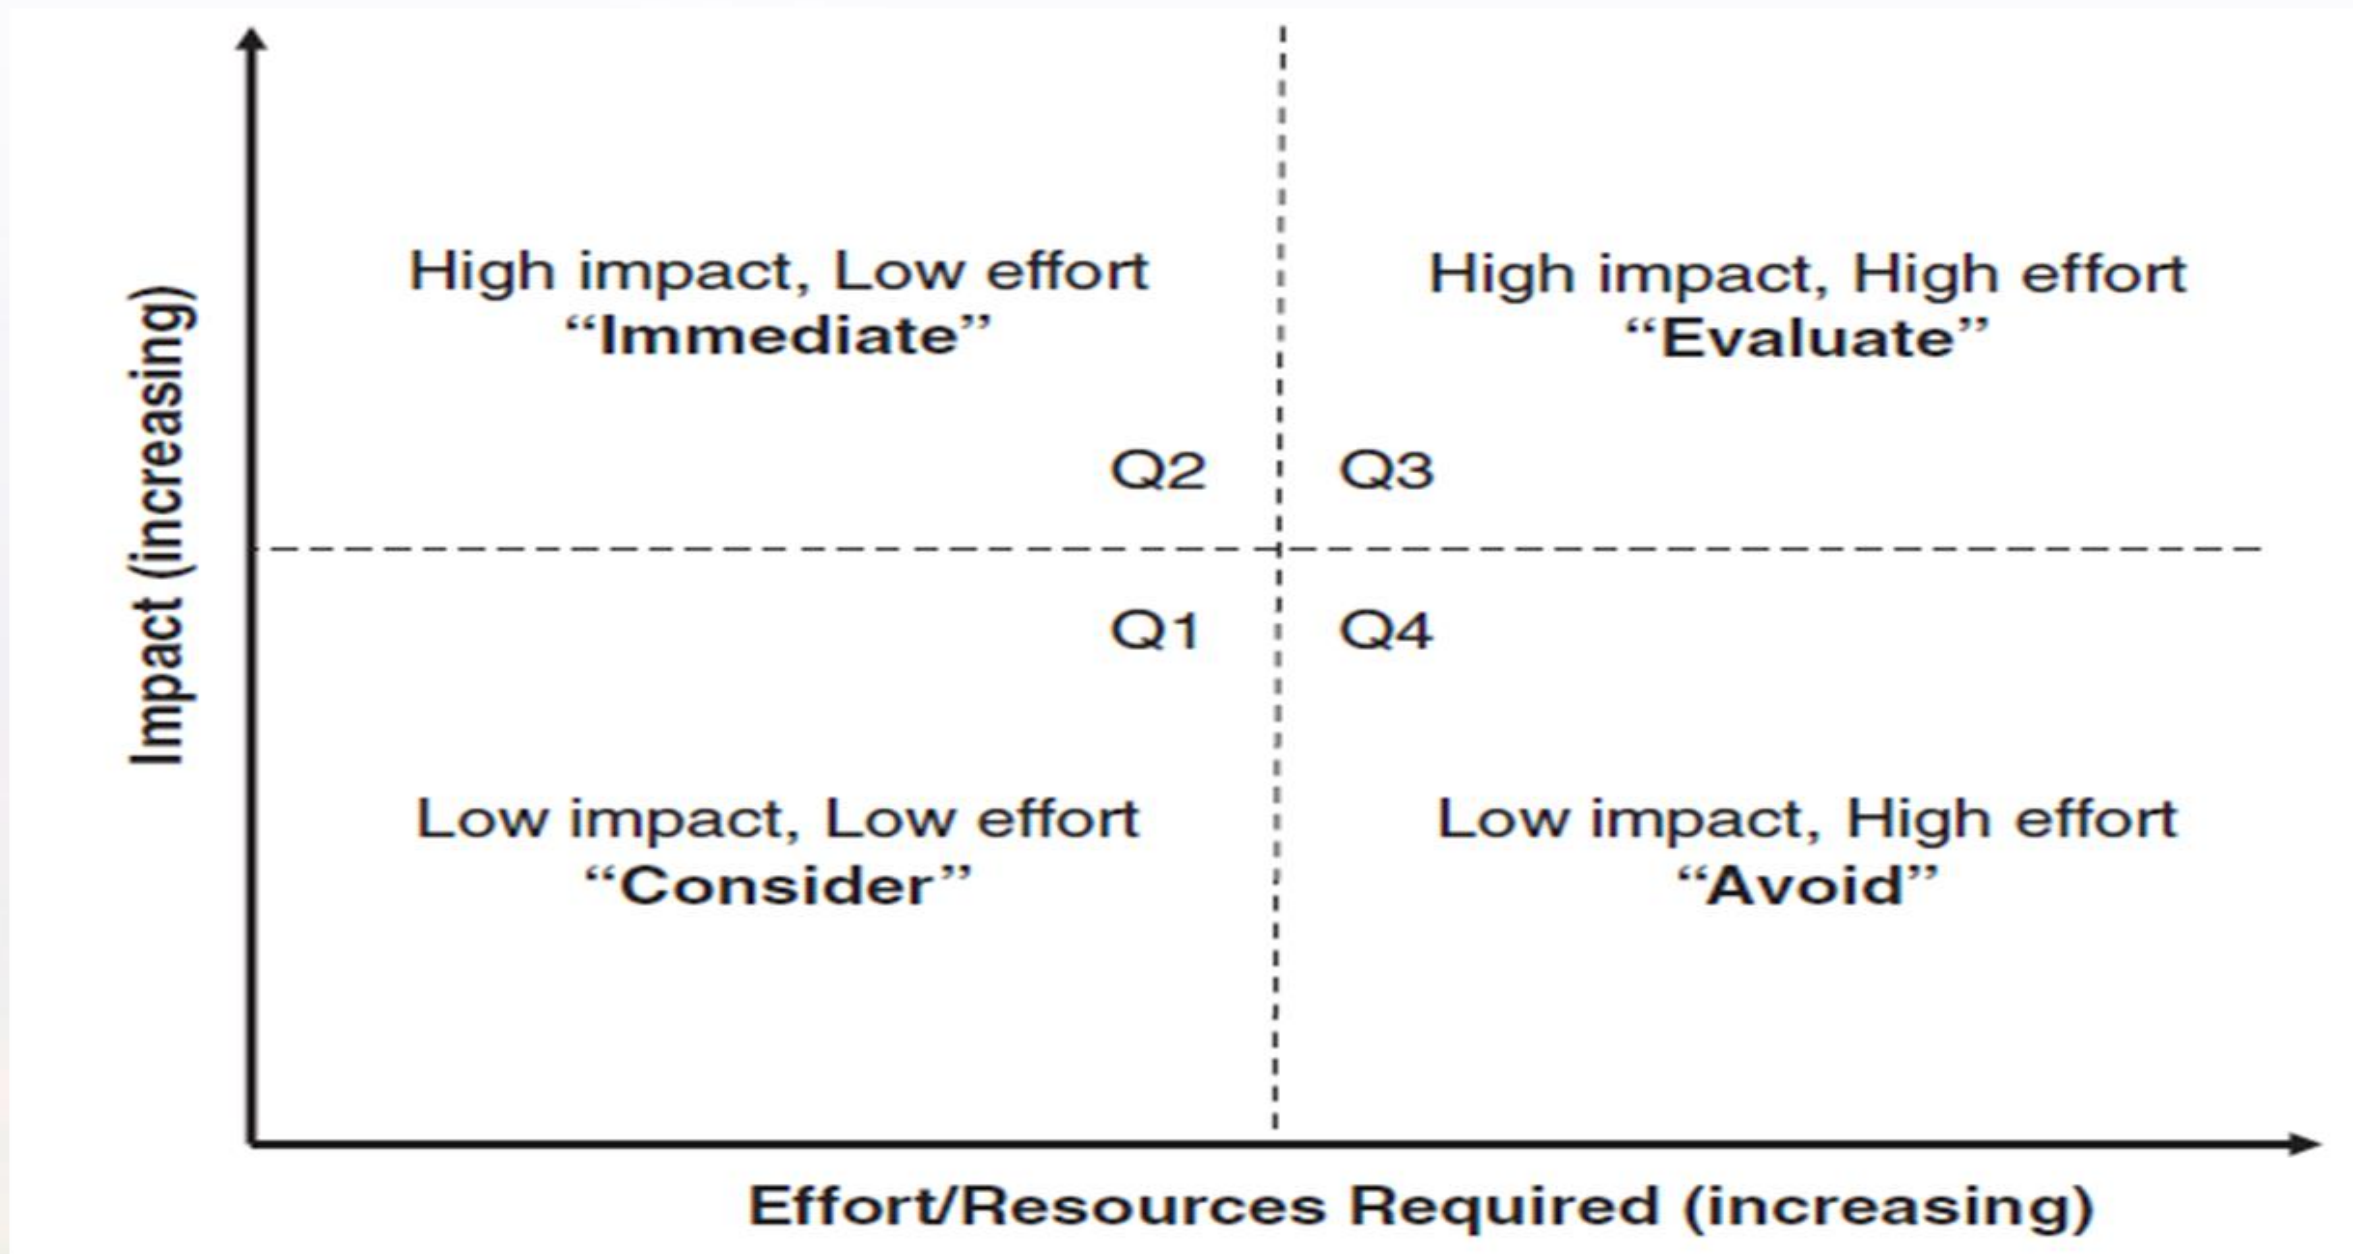 Impact (increasing)
High impact, Low effort
“Immediate”
High impact, High effort
“Evaluate”
Q2
Q3
Q1
Q4
Low impact, Low effort
“Consider”
Low impact, High effort
“Avoid”
Effort/Resources Required (increasing)